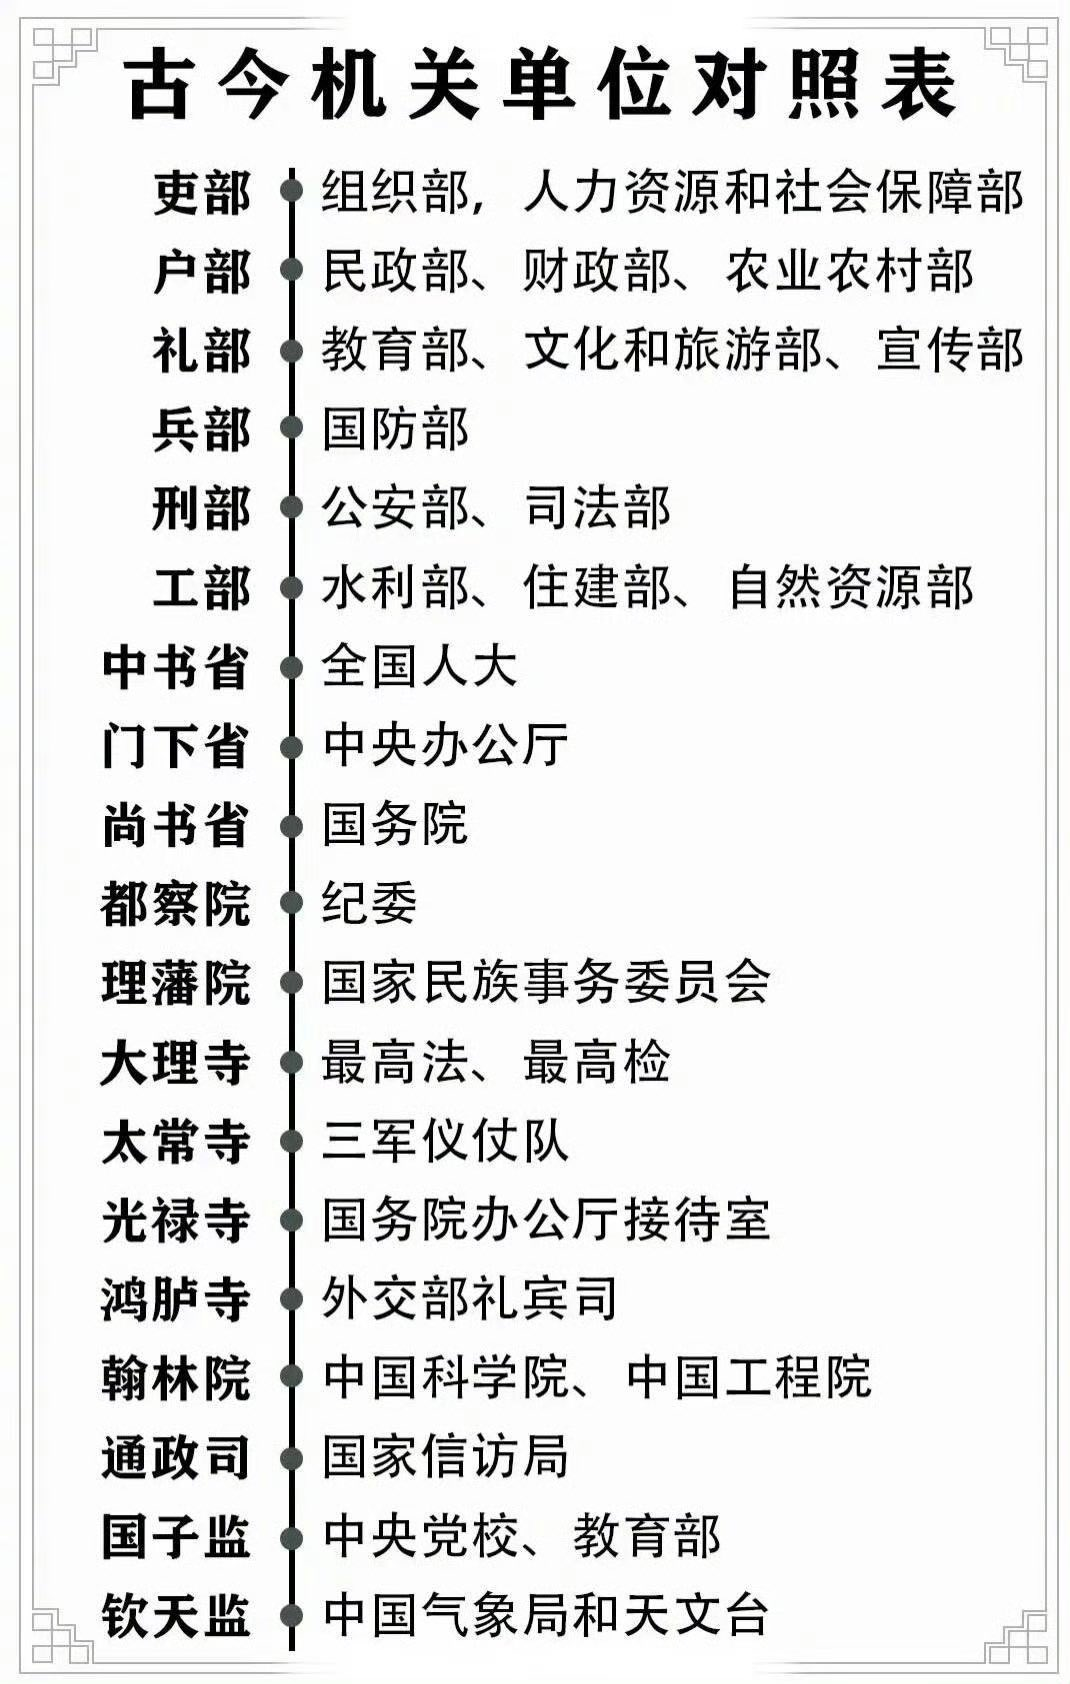 古今机关单位对照表
吏部 组织部，人力资源和社会保障部
户部 民政部、财政部、农业农村部
礼部 教育部、文化和旅游部、宣传部
兵部 国防部
刑部 公安部、司法部
工部 水利部、住建部、自然资源部
中书省 全国人大
门下省 中央办公厅
尚书省 国务院
都察院 纪委
理藩院 国家民族事务委员会
大理寺 最高法、最高检
太常寺 三军仪仗队
光禄寺 国务院办公厅接待室
鸿胪寺 外交部礼宾司
翰林院 中国科学院、中国工程院
通政司 国家信访局
国子监 中央党校、教育部
钦天监 中国气象局和天文台